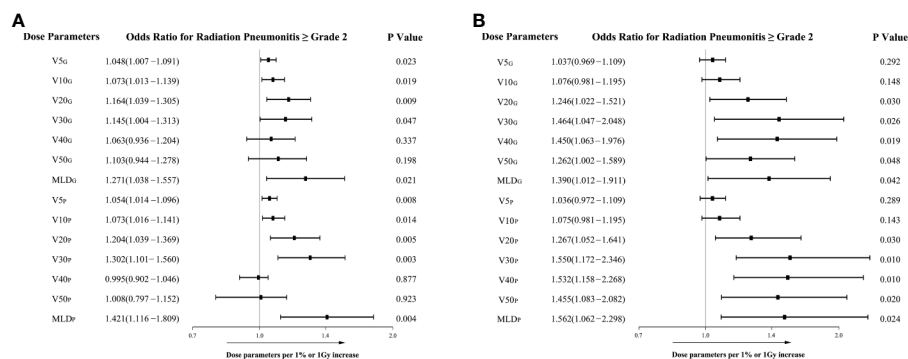 A
Dose Parameters Odds Ratio for Radiation Pneumonitis ≥ Grade 2 P Value
V5G 1.048(1.007−1.091) 0.023
V10G 1.073(1.013−1.139) 0.019
V20G 1.164(1.039−1.305) 0.009
V30G 1.145(1.004−1.313) 0.047
V40G 1.063(0.936−1.204) 0.337
V50G 1.103(0.944−1.278) 0.198
MLDG 1.271(1.038−1.557) 0.021
V5P 1.054(1.014−1.096) 0.008
V10P 1.073(1.016−1.141) 0.014
V20P 1.204(1.039−1.369) 0.005
V30P 1.302(1.101−1.560) 0.003
V40P 0.995(0.902−1.046) 0.877
V50P 1.008(0.797−1.152) 0.923
MLDP 1.421(1.116−1.809) 0.004
0.7 1.0 1.4 2.0
Dose parameters per 1% or 1Gy increase
B
Dose Parameters Odds Ratio for Radiation Pneumonitis ≥ Grade 2 P Value
V5G 1.037(0.969−1.109) 0.292
V10G 1.076(0.981−1.195) 0.148
V20G 1.246(1.022−1.521) 0.030
V30G 1.464(1.047−2.048) 0.026
V40G 1.450(1.063−1.976) 0.019
V50G 1.262(1.002−1.589) 0.048
MLDG 1.390(1.012−1.911) 0.042
V5P 1.036(0.972−1.109) 0.289
V10P 1.075(0.981−1.195) 0.143
V20P 1.267(1.052−1.641) 0.030
V30P 1.550(1.172−2.346) 0.010
V40P 1.532(1.158−2.268) 0.010
V50P 1.455(1.083−2.082) 0.020
MLDP 1.562(1.062−2.298) 0.024
0.7 1.0 1.4 2.0
Dose parameters per 1% or 1Gy increase